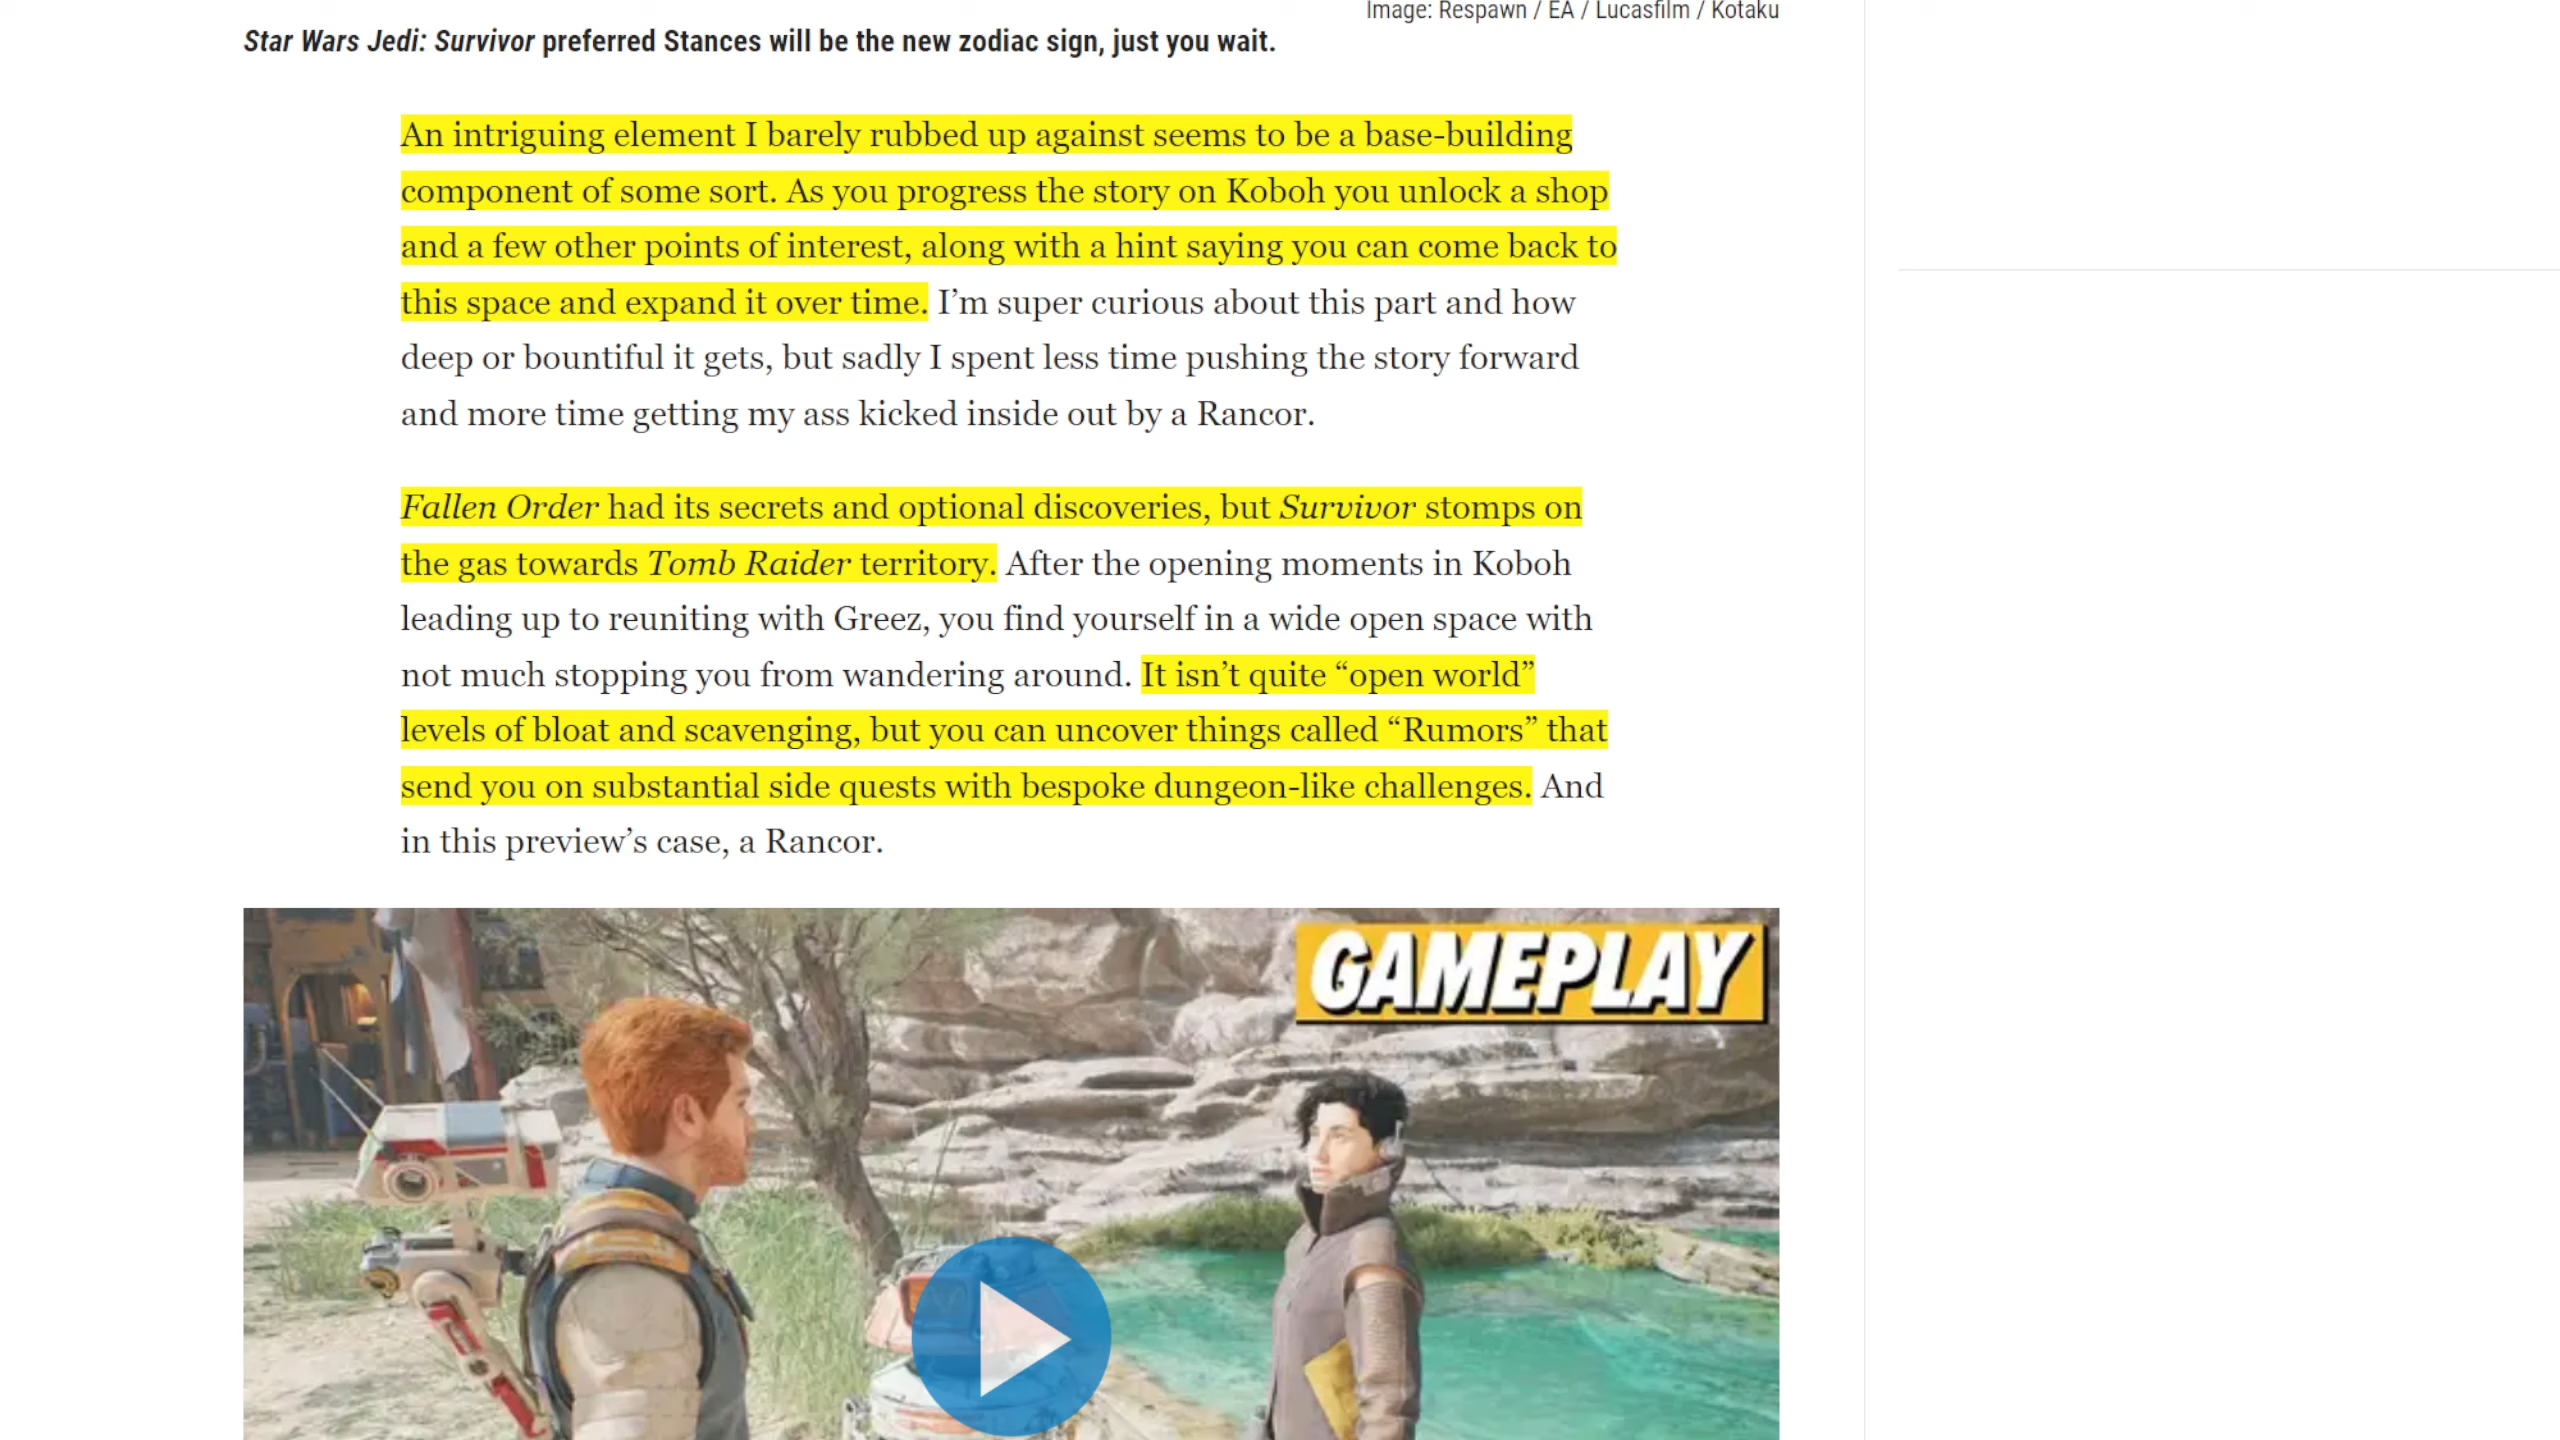 Image: Respawn / EA / Lucasfilm / Kotaku
Star Wars Jedi: Survivor preferred Stances will be the new zodiac sign, just you wait.
An intriguing element I barely rubbed up against seems to be a base-building
component of some sort. As you progress the story on Koboh you unlock a shop
and a few other points of interest, along with a hint saying you can come back to
this space and expand it over time. I’m super curious about this part and how
deep or bountiful it gets, but sadly I spent less time pushing the story forward
and more time getting my ass kicked inside out by a Rancor.
Fallen Order had its secrets and optional discoveries, but Survivor stomps on
the gas towards Tomb Raider territory. After the opening moments in Koboh
leading up to reuniting with Greez, you find yourself in a wide open space with
not much stopping you from wandering around. It isn’t quite “open world”
levels of bloat and scavenging, but you can uncover things called “Rumors” that
send you on substantial side quests with bespoke dungeon-like challenges. And
in this preview’s case, a Rancor.
GAMEPLAY